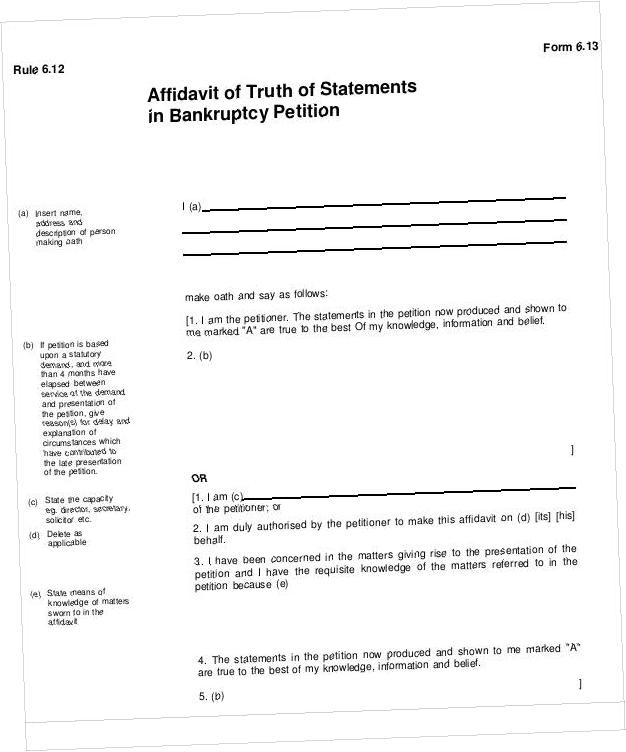 Rule 6.12
Form 6.13
Affidavit of Truth of Statements
in Bankruptcy Petition
(a) Insert name,
address and
description of person
making oath
I (a)
make oath and say as follows:
[1. I am the petitioner. The statements in the petition now produced and shown to
me marked "A" are true to the best Of my knowledge, information and belief.
(b) If petition is based
upon a statutory
demand, and more
than 4 months have
elapsed between
service of the demand
and presentation of
the petition, give
reason(s) for delay and
explanation of
circumstances which
have contributed to
the late presentation
of the petition.
2. (b)
]
OR
(c) State the capacity
eg. director, secretary,
solicitor etc.
[1. I am (c)
of the petitioner; or
(d) Delete as
applicable
2. I am duly authorised by the petitioner to make this affidavit on (d) [its] [his]
behalf.
3. I have been concerned in the matters giving rise to the presentation of the
petition and I have the requisite knowledge of the matters referred to in the
petition because (e)
(e) State means of
knowledge of matters
sworn to in the
affidavit
4. The statements in the petition now produced and shown to me marked "A"
are true to the best of my knowledge, information and belief.
5. (b)
]